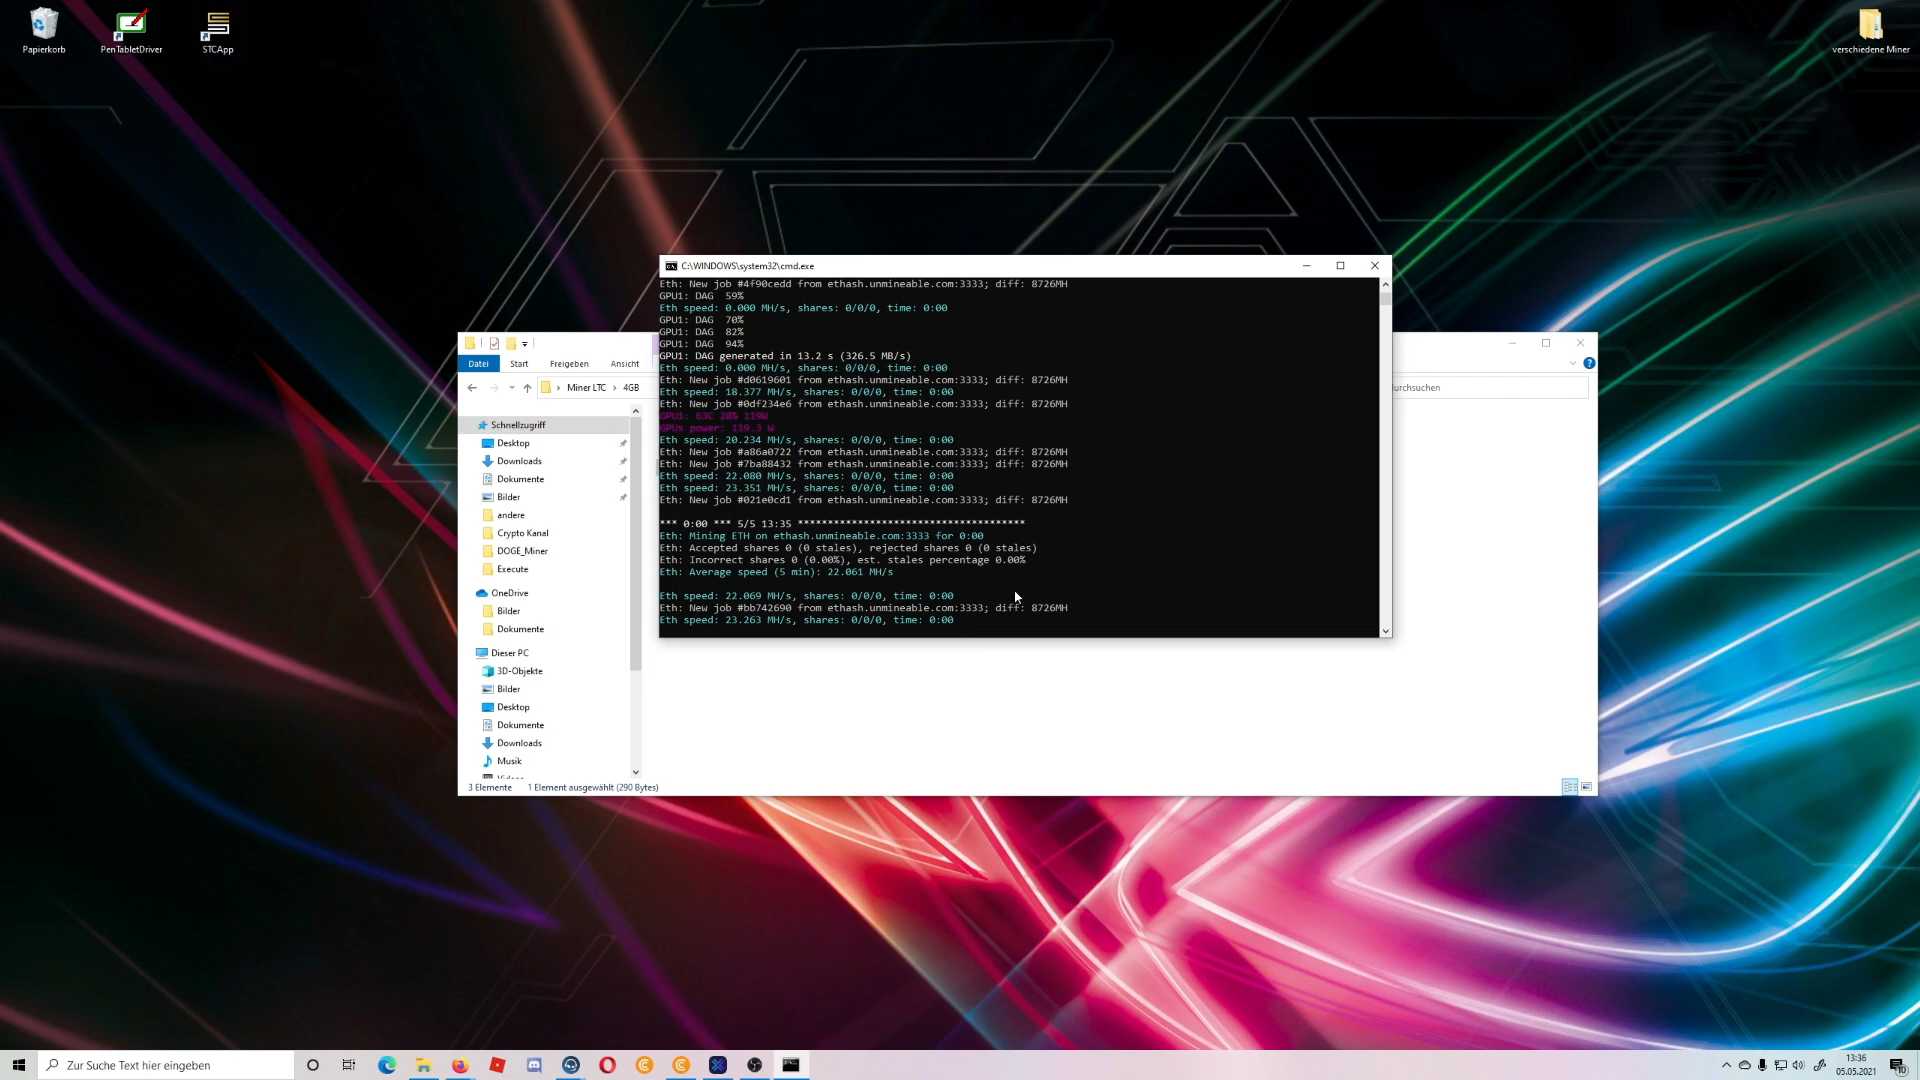 Papierkorb
PenTabletDriver
STCApp
verschiedene Miner
C:\WINDOWS\system32\cmd.exe
Eth: New job #4f90cedd from ethash.unmineable.com:3333; diff: 8726MH
GPU1: DAG  59%
Eth speed: 0.000 MH/s, shares: 0/0/0, time: 0:00
GPU1: DAG  70%
GPU1: DAG  82%
GPU1: DAG  94%
GPU1: DAG generated in 13.2 s (326.5 MB/s)
Eth speed: 0.000 MH/s, shares: 0/0/0, time: 0:00
Eth: New job #d0619601 from ethash.unmineable.com:3333; diff: 8726MH
Eth speed: 18.377 MH/s, shares: 0/0/0, time: 0:00
Eth: New job #0df234e6 from ethash.unmineable.com:3333; diff: 8726MH
GPU1: 63C 28% 119W
GPUs power: 119.3 W
Eth speed: 20.234 MH/s, shares: 0/0/0, time: 0:00
Eth: New job #a86a0722 from ethash.unmineable.com:3333; diff: 8726MH
Eth: New job #7ba88432 from ethash.unmineable.com:3333; diff: 8726MH
Eth speed: 22.080 MH/s, shares: 0/0/0, time: 0:00
Eth speed: 23.351 MH/s, shares: 0/0/0, time: 0:00
Eth: New job #021e0cd1 from ethash.unmineable.com:3333; diff: 8726MH
*** 0:00 *** 5/5 13:35 **************************************
Eth: Mining ETH on ethash.unmineable.com:3333 for 0:00
Eth: Accepted shares 0 (0 stales), rejected shares 0 (0 stales)
Eth: Incorrect shares 0 (0.00%), est. stales percentage 0.00%
Eth: Average speed (5 min): 22.061 MH/s
Eth speed: 22.069 MH/s, shares: 0/0/0, time: 0:00
Eth: New job #bb742690 from ethash.unmineable.com:3333; diff: 8726MH
Eth speed: 23.263 MH/s, shares: 0/0/0, time: 0:00
Datei Start Freigeben Ansicht
Miner LTC › 4GB
urchsuchen
Schnellzugriff
Desktop
Downloads
Dokumente
Bilder
andere
Crypto Kanal
DOGE_Miner
Execute
OneDrive
Bilder
Dokumente
Dieser PC
3D-Objekte
Bilder
Desktop
Dokumente
Downloads
Musik
3 Elemente 1 Element ausgewählt (290 Bytes)
Zur Suche Text hier eingeben
13:36
05.05.2021
10